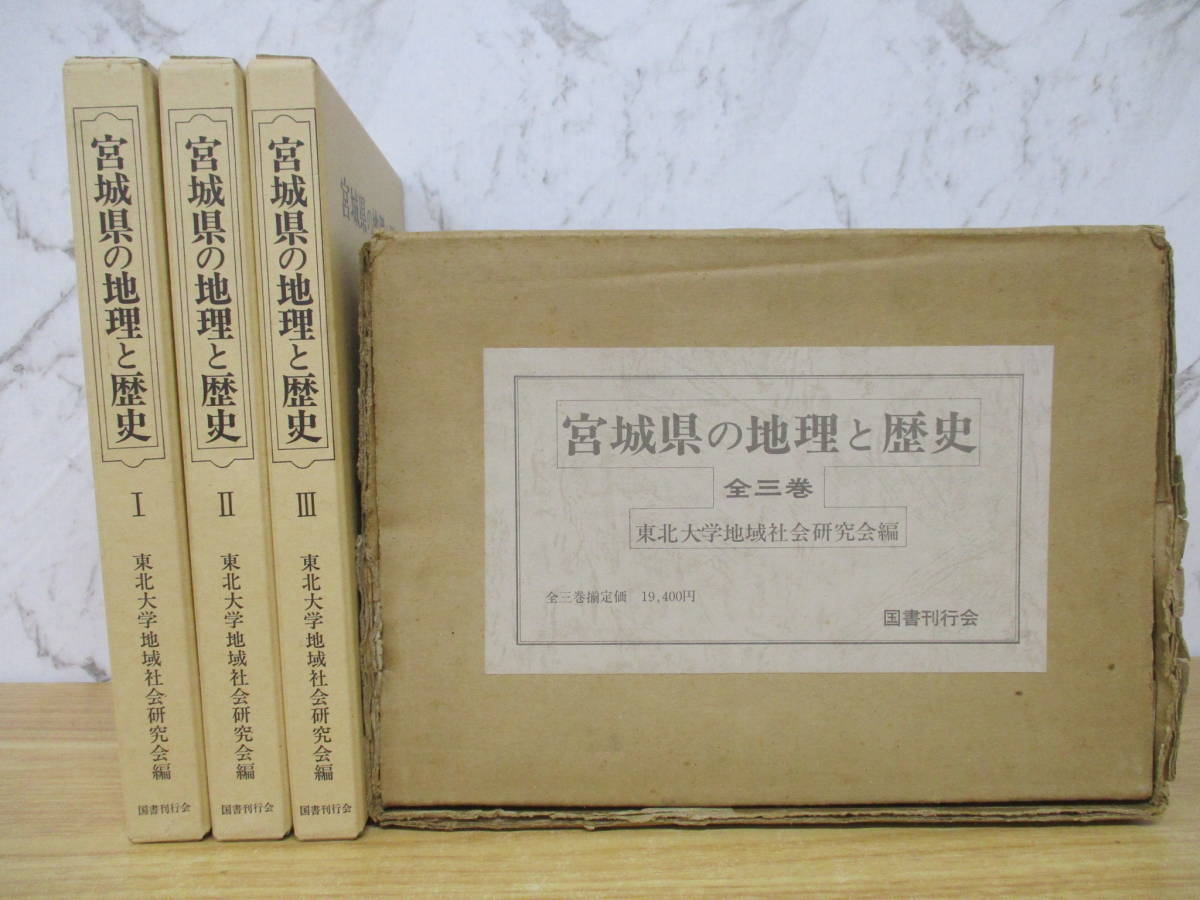 宮城県の地理と歴史
I
東北大学地域社会研究会編
国書刊行会
宮城県の地理と歴史
II
東北大学地域社会研究会編
国書刊行会
宮城県の地理と歴史
III
東北大学地域社会研究会編
国書刊行会
宮城県の地理
宮城県の地理と歴史
全三巻
東北大学地域社会研究会編
全三巻揃定価 19,400円
国書刊行会